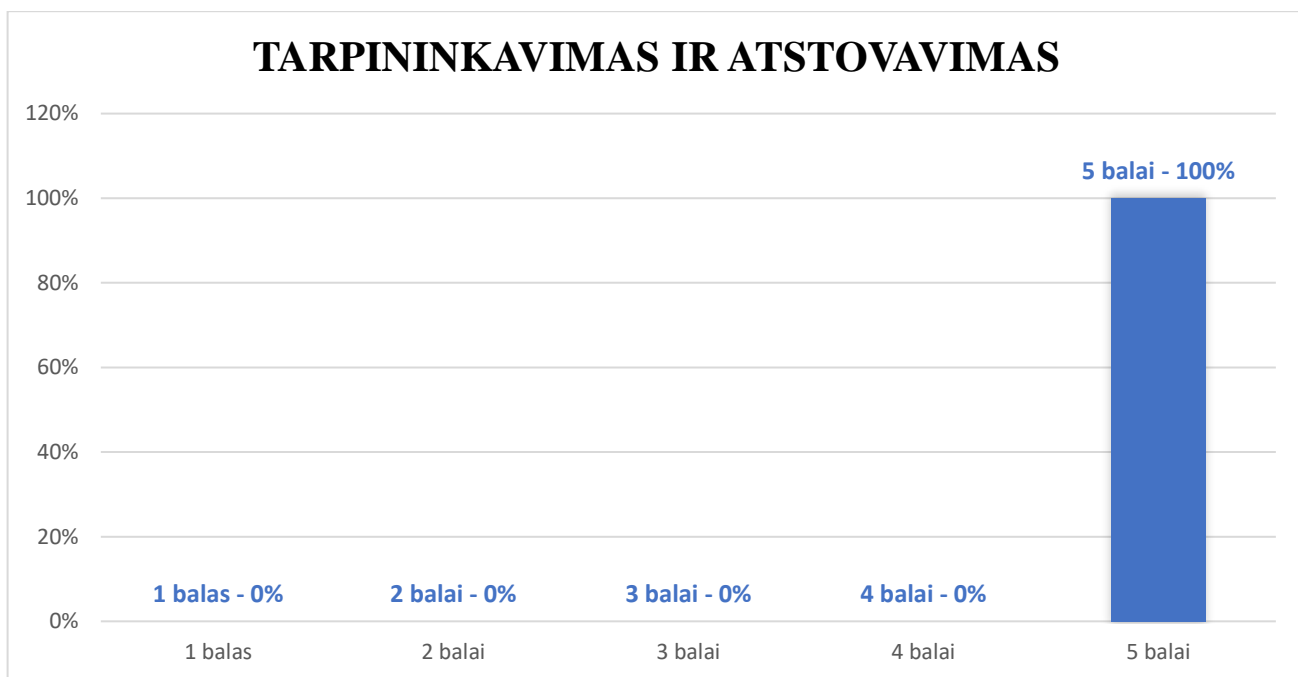 TARPININKAVIMAS IR ATSTOVAVIMAS
120%
5 balai - 100%
100%
80%
60%
40%
20%
1 balas - 0% 2 balai - 0% 3 balai - 0% 4 balai - 0%
0%
1 balas 2 balai 3 balai 4 balai 5 balai